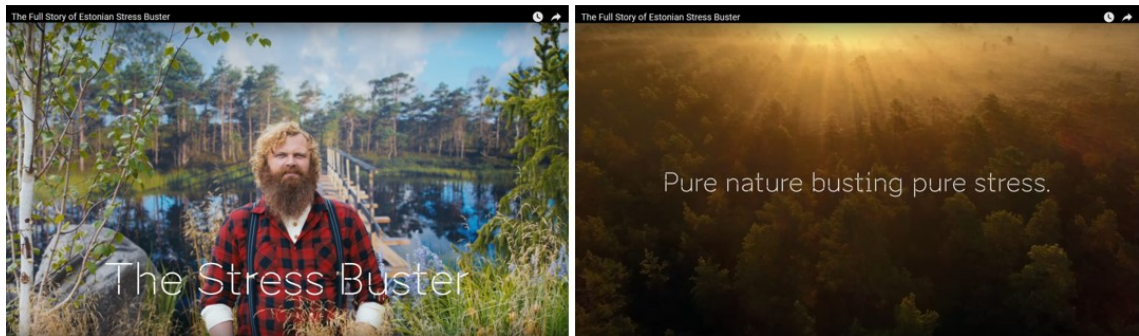 The Full Story of Estonian Stress Buster
The Stress Buster
The Full Story of Estonian Stress Buster
Pure nature busting pure stress.